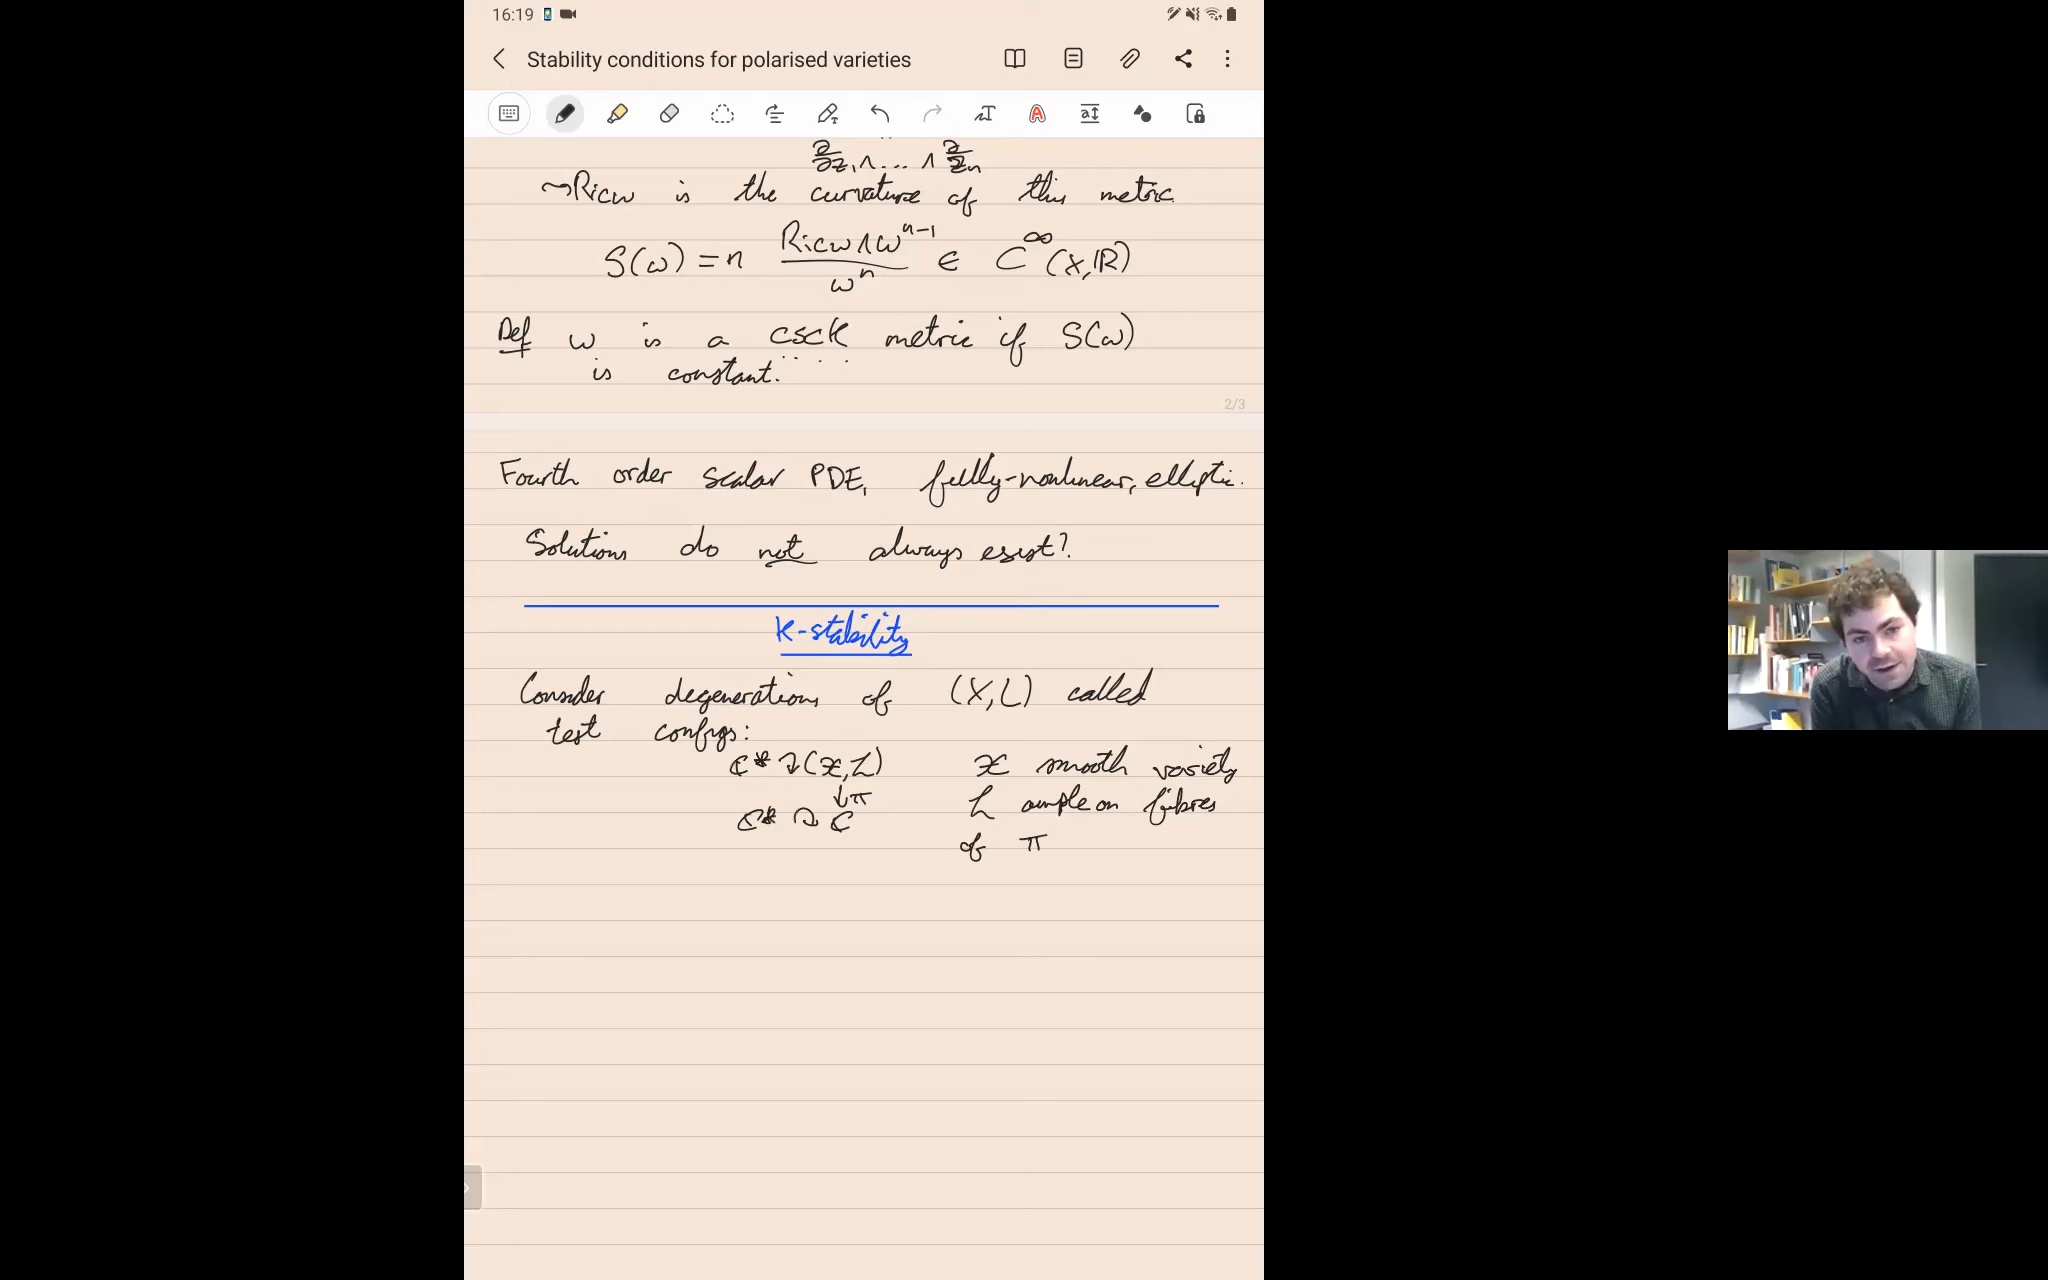 16:19
Stability conditions for polarised varieties
∂/∂z₁ ∧ ... ∧ ∂/∂zₙ
⤳ Ric ω is the curvature of this metric.
S(ω) = n (Ric ω ∧ ω^{n-1}) / ω^n ∈ C^∞(X, ℝ)
Def ω is a cscK metric if S(ω)
is constant.
2/3
Fourth order scalar PDE, fully-nonlinear, elliptic.
Solutions do not always exist?
K-stability
Consider degenerations of (X, L) called
test configs:
ℂ* ↷ (𝒳, ℒ) 𝒳 smooth variety
↓π ℒ ample on fibres
ℂ* ↷ ℂ
of π